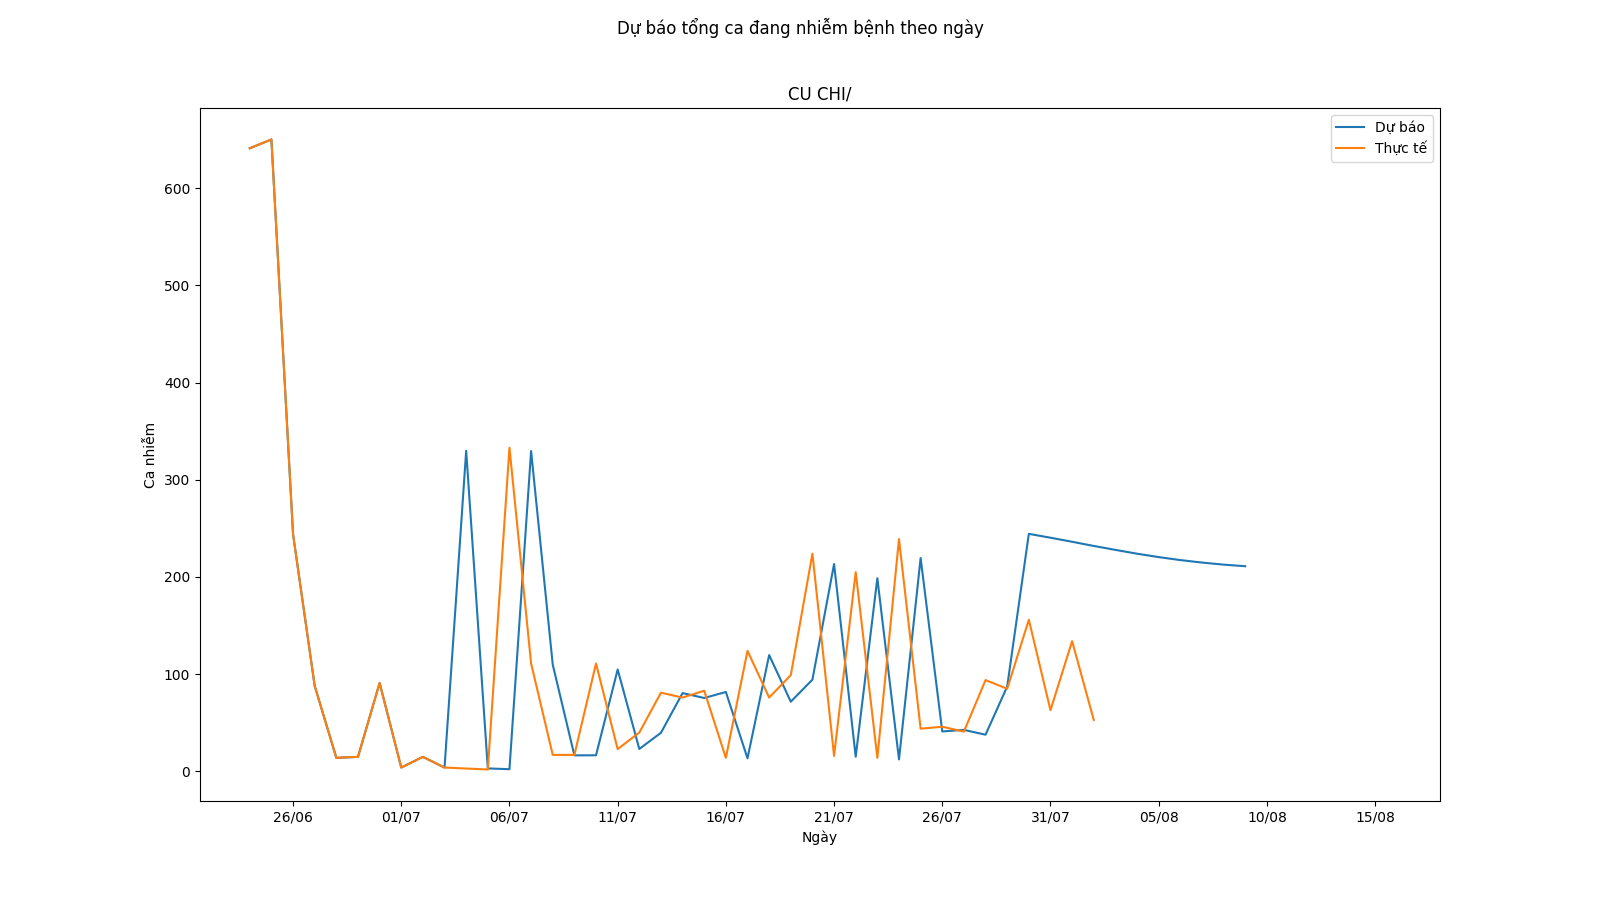 Dự báo tổng ca đang nhiễm bệnh theo ngày
CU CHI/
Dự báo
Thực tế
600
500
400
300
200
100
0
Ca nhiễm
26/06 01/07 06/07 11/07 16/07 21/07 26/07 31/07 05/08 10/08 15/08
Ngày